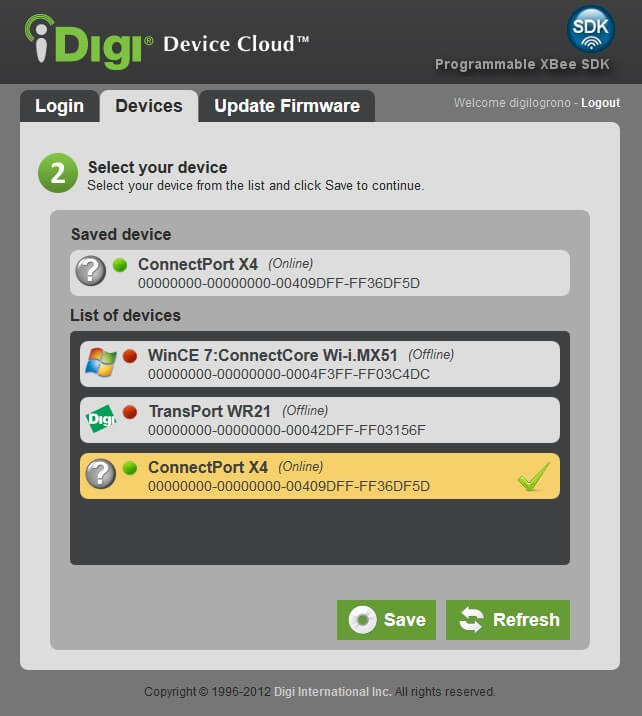 iDigi® Device Cloud™
SDK
Programmable XBee SDK
Login
Devices
Update Firmware
Welcome digilogrono - Logout
2
Select your device
Select your device from the list and click Save to continue.
Saved device
?
ConnectPort X4 (Online)
00000000-00000000-00409DFF-FF36DF5D
List of devices
WinCE 7:ConnectCore Wi-i.MX51 (Offline)
00000000-00000000-0004F3FF-FF03C4DC
Digi
TransPort WR21 (Offline)
00000000-00000000-00042DFF-FF03156F
?
ConnectPort X4 (Online)
00000000-00000000-00409DFF-FF36DF5D
Save
Refresh
Copyright © 1996-2012 Digi International Inc. All rights reserved.